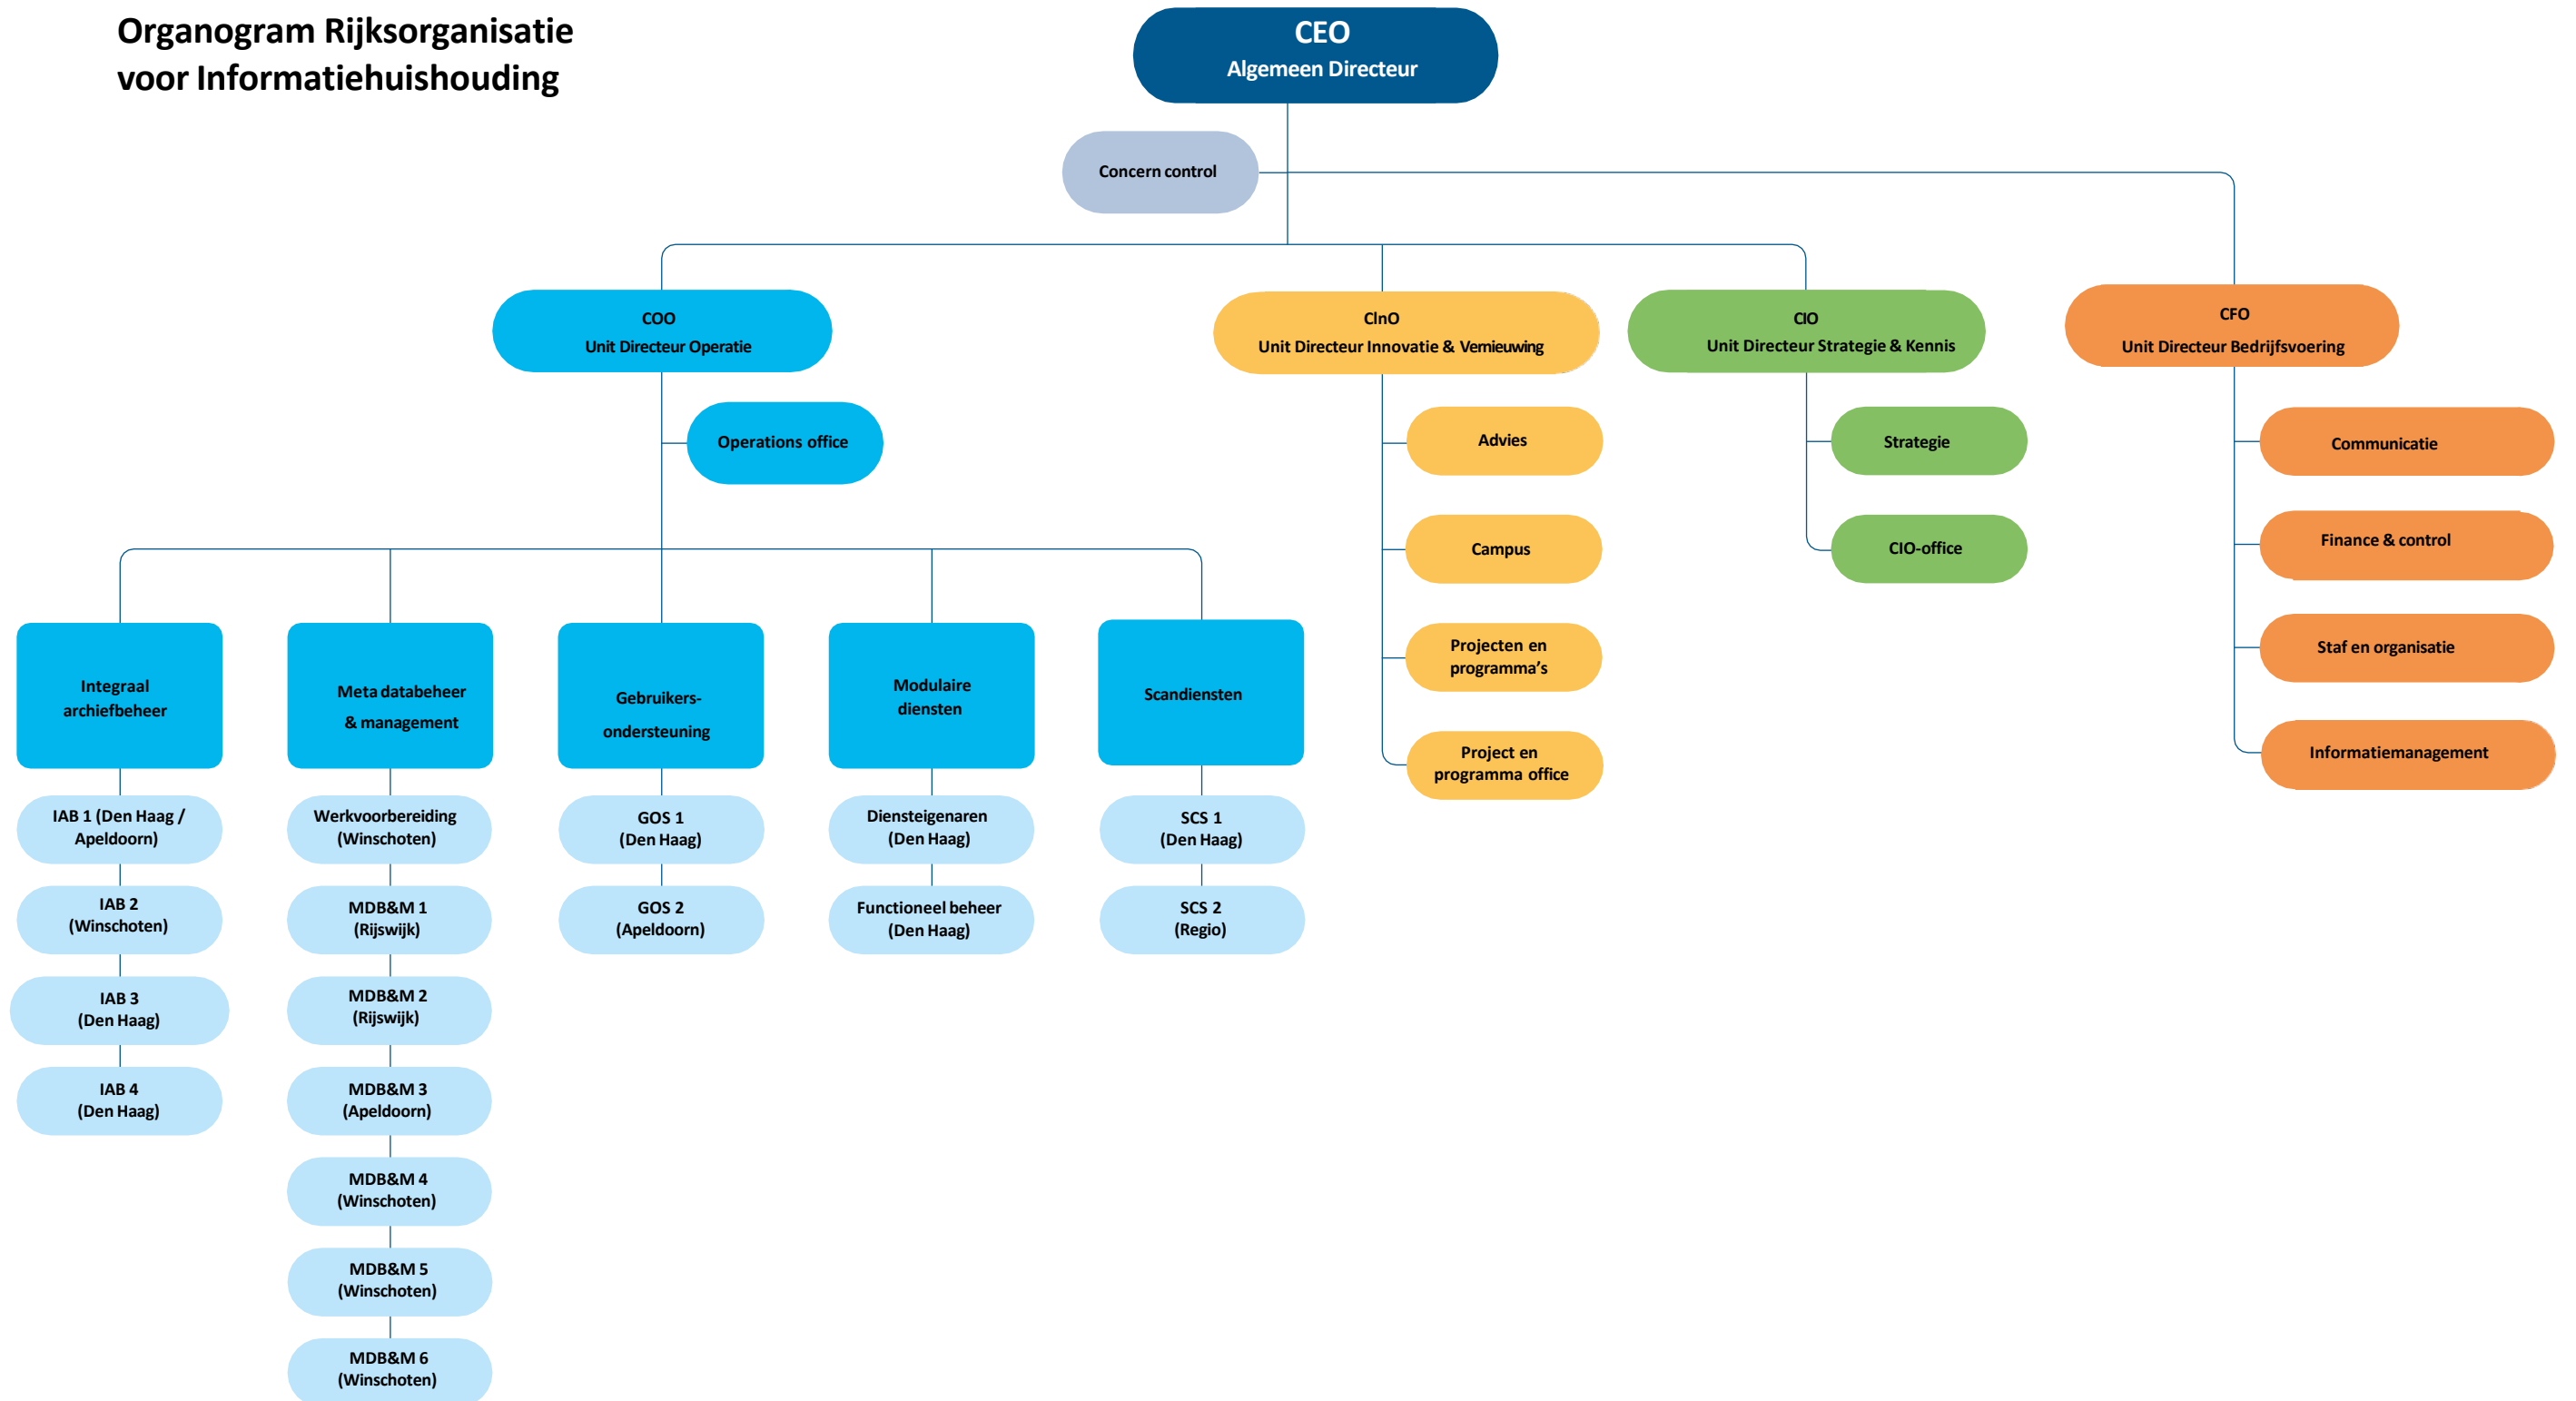 Organogram Rijksorganisatie
voor Informatiehuishouding
CEO
Algemeen Directeur
Concern control
COO
Unit Directeur Operatie
CInO
Unit Directeur Innovatie & Vernieuwing
CIO
Unit Directeur Strategie & Kennis
CFO
Unit Directeur Bedrijfsvoering
Operations office
Advies
Campus
Projecten en
programma’s
Project en
programma office
Strategie
CIO-office
Communicatie
Finance & control
Staf en organisatie
Informatiemanagement
Integraal
archiefbeheer
IAB 1 (Den Haag /
Apeldoorn)
IAB 2
(Winschoten)
IAB 3
(Den Haag)
IAB 4
(Den Haag)
Meta databeheer
& management
Werkvoorbereiding
(Winschoten)
MDB&M 1
(Rijswijk)
MDB&M 2
(Rijswijk)
MDB&M 3
(Apeldoorn)
MDB&M 4
(Winschoten)
MDB&M 5
(Winschoten)
MDB&M 6
(Winschoten)
Gebruikers-
ondersteuning
GOS 1
(Den Haag)
GOS 2
(Apeldoorn)
Modulaire
diensten
Diensteigenaren
(Den Haag)
Functioneel beheer
(Den Haag)
Scandiensten
SCS 1
(Den Haag)
SCS 2
(Regio)